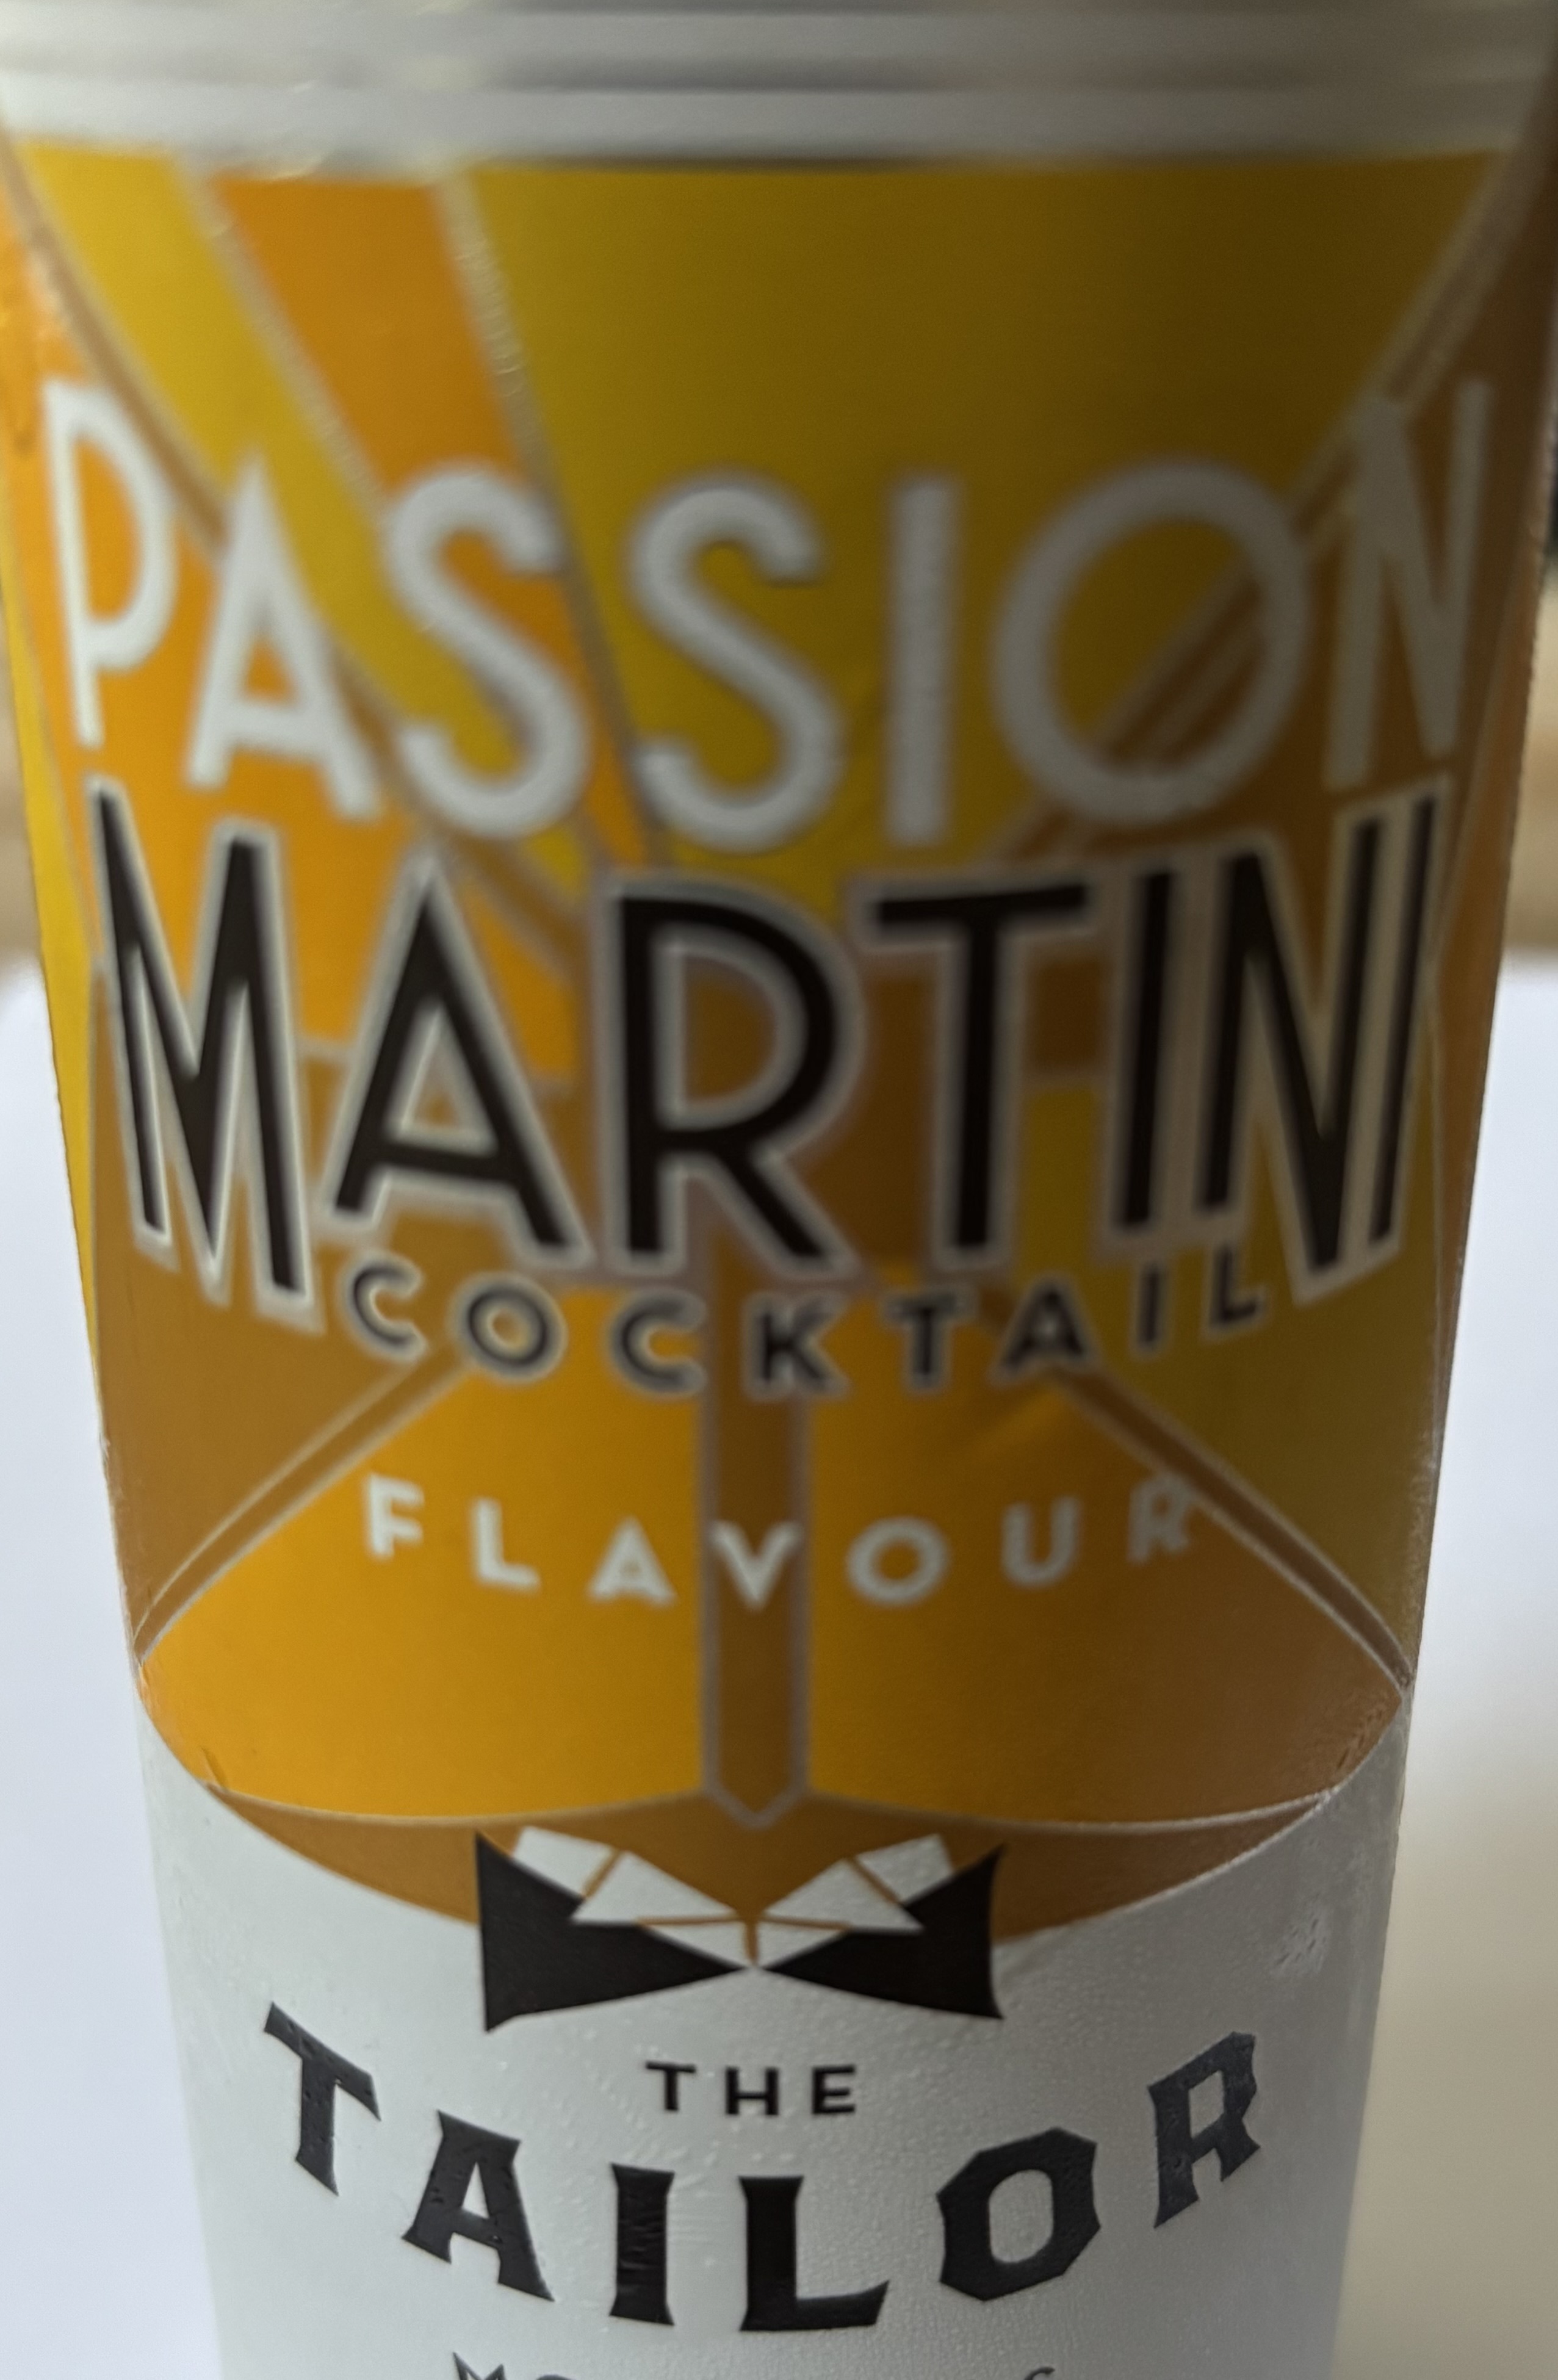 PASSION
MARTINI
COCKTAIL
FLAVOUR
THE
TAILOR